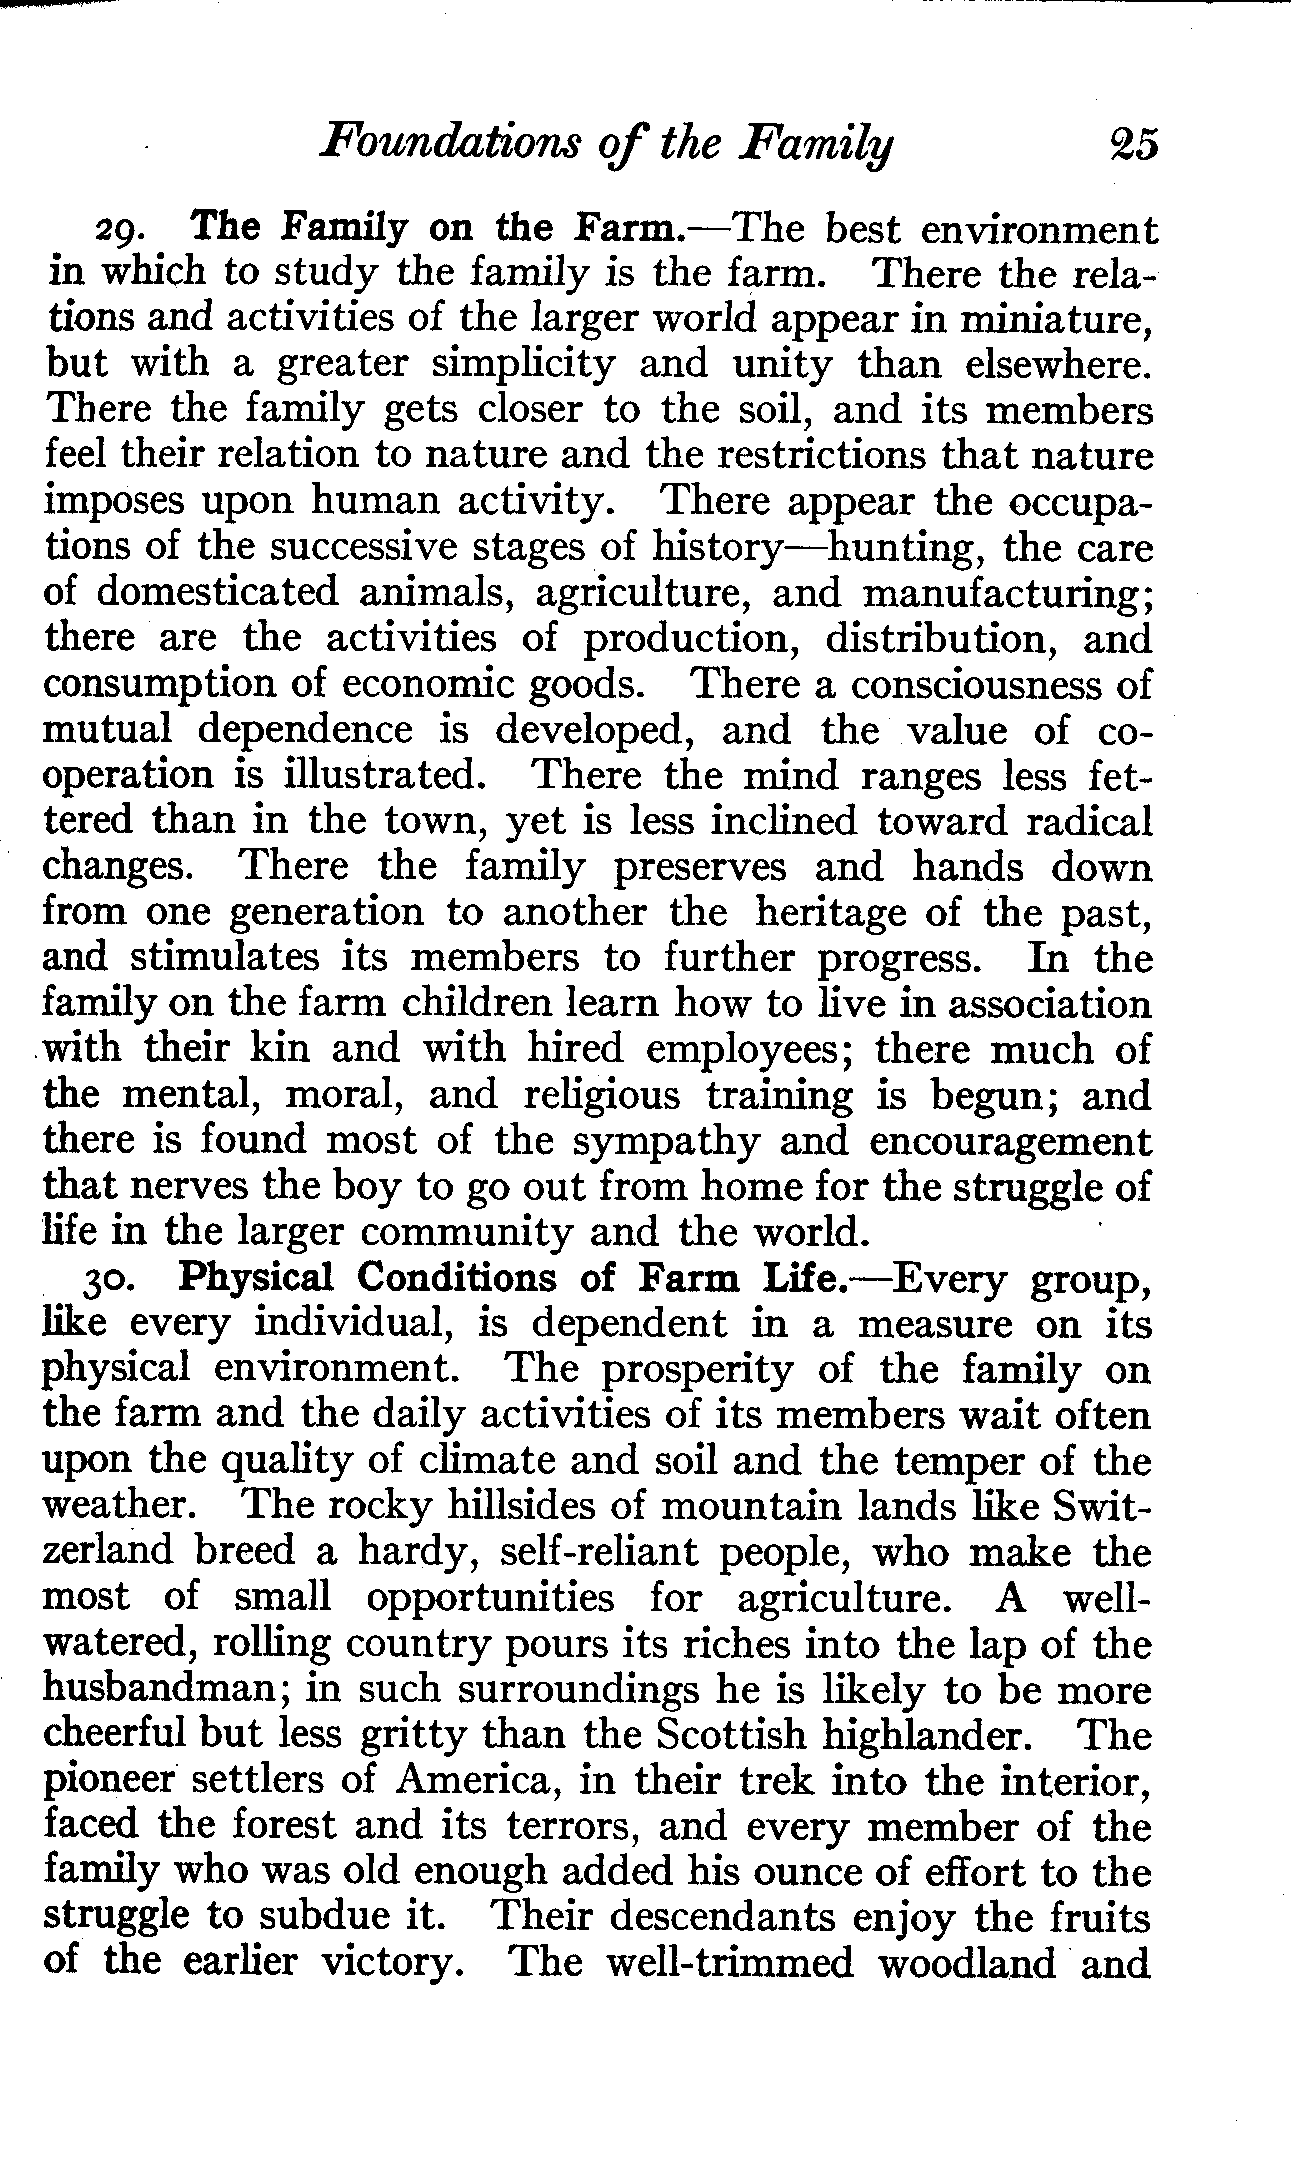 Foundations of the Family 25
29. The Family on the Farm.—The best environment
in which to study the family is the farm. There the rela-
tions and activities of the larger world appear in miniature,
but with a greater simplicity and unity than elsewhere.
There the family gets closer to the soil, and its members
feel their relation to nature and the restrictions that nature
imposes upon human activity. There appear the occupa-
tions of the successive stages of history—hunting, the care
of domesticated animals, agriculture, and manufacturing;
there are the activities of production, distribution, and
consumption of economic goods. There a consciousness of
mutual dependence is developed, and the value of co-
operation is illustrated. There the mind ranges less fet-
tered than in the town, yet is less inclined toward radical
changes. There the family preserves and hands down
from one generation to another the heritage of the past,
and stimulates its members to further progress. In the
family on the farm children learn how to live in association
with their kin and with hired employees; there much of
the mental, moral, and religious training is begun; and
there is found most of the sympathy and encouragement
that nerves the boy to go out from home for the struggle of
life in the larger community and the world.
30. Physical Conditions of Farm Life.—Every group,
like every individual, is dependent in a measure on its
physical environment. The prosperity of the family on
the farm and the daily activities of its members wait often
upon the quality of climate and soil and the temper of the
weather. The rocky hillsides of mountain lands like Swit-
zerland breed a hardy, self-reliant people, who make the
most of small opportunities for agriculture. A well-
watered, rolling country pours its riches into the lap of the
husbandman; in such surroundings he is likely to be more
cheerful but less gritty than the Scottish highlander. The
pioneer settlers of America, in their trek into the interior,
faced the forest and its terrors, and every member of the
family who was old enough added his ounce of effort to the
struggle to subdue it. Their descendants enjoy the fruits
of the earlier victory. The well-trimmed woodland and